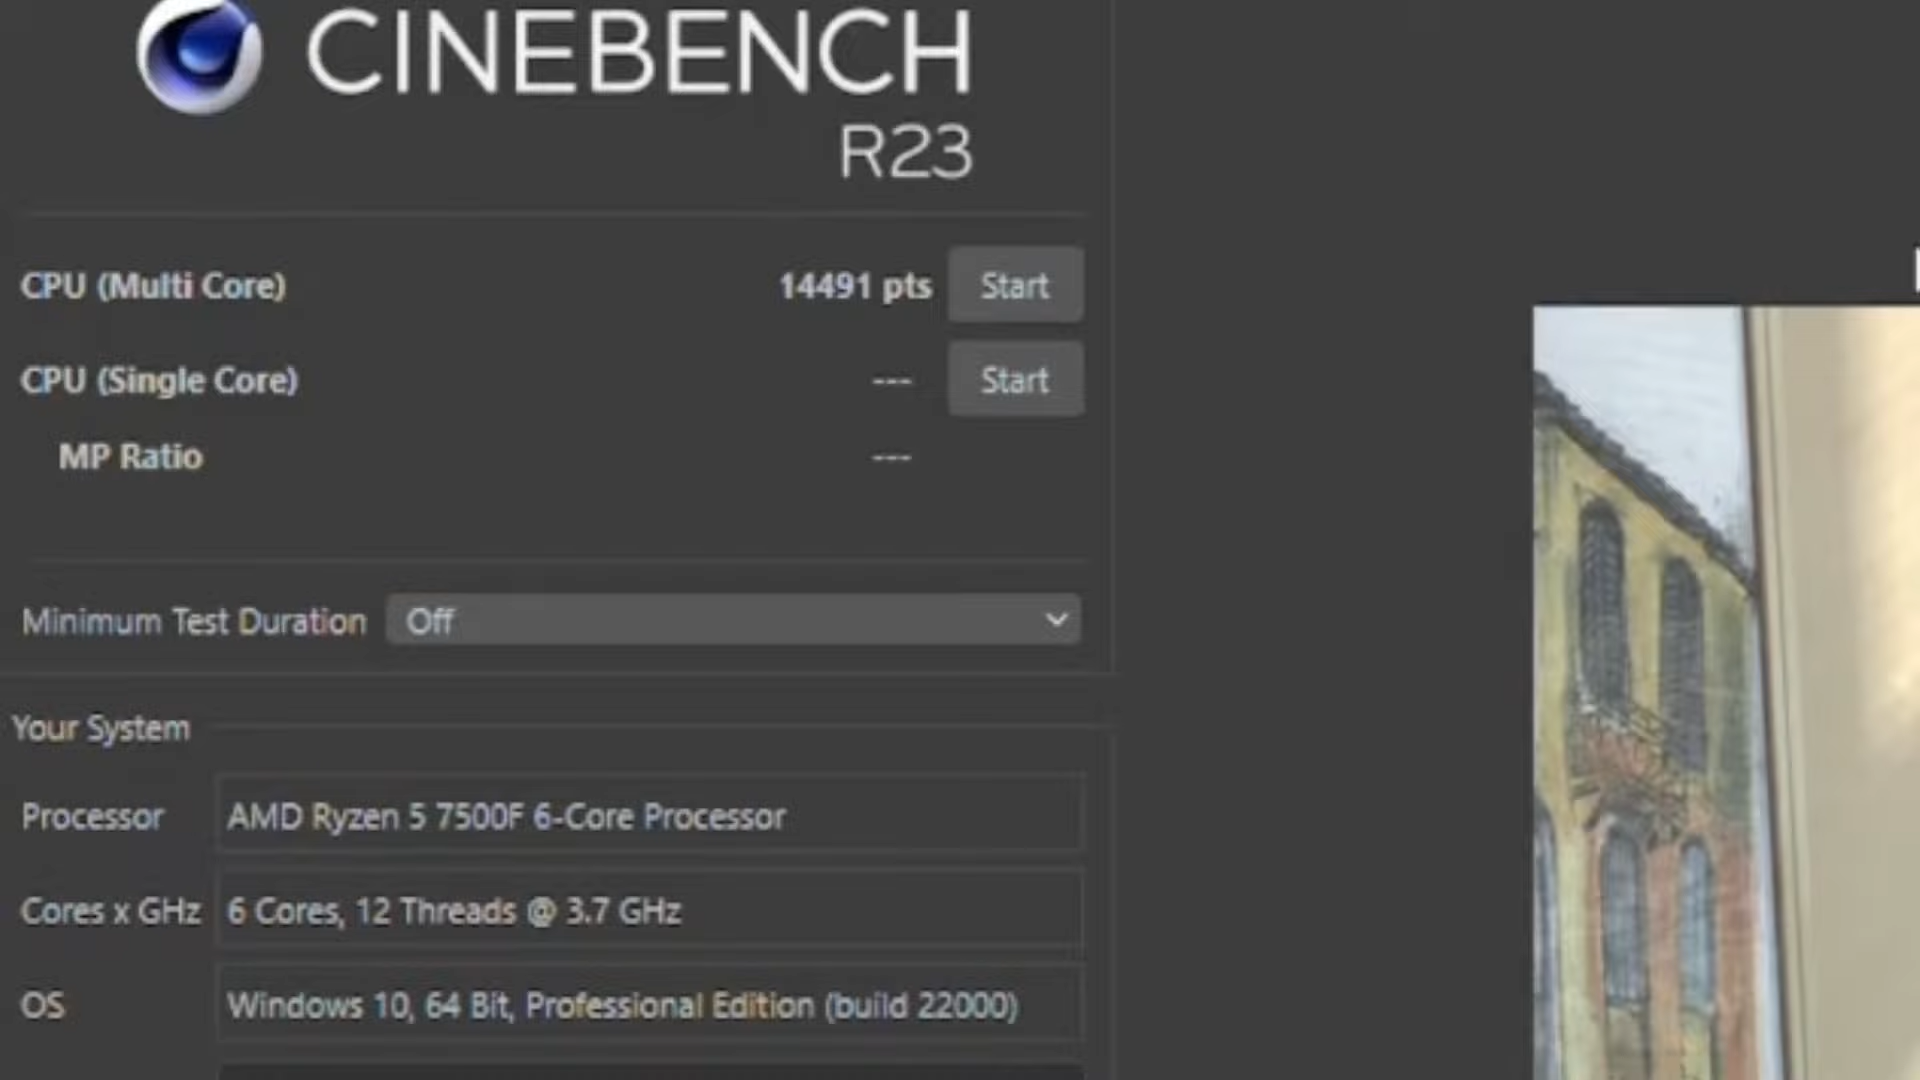 CINEBENCH
R23
CPU (Multi Core) 14491 pts Start
CPU (Single Core) --- Start
MP Ratio ---
Minimum Test Duration Off
Your System
Processor AMD Ryzen 5 7500F 6-Core Processor
Cores x GHz 6 Cores, 12 Threads @ 3.7 GHz
OS Windows 10, 64 Bit, Professional Edition (build 22000)